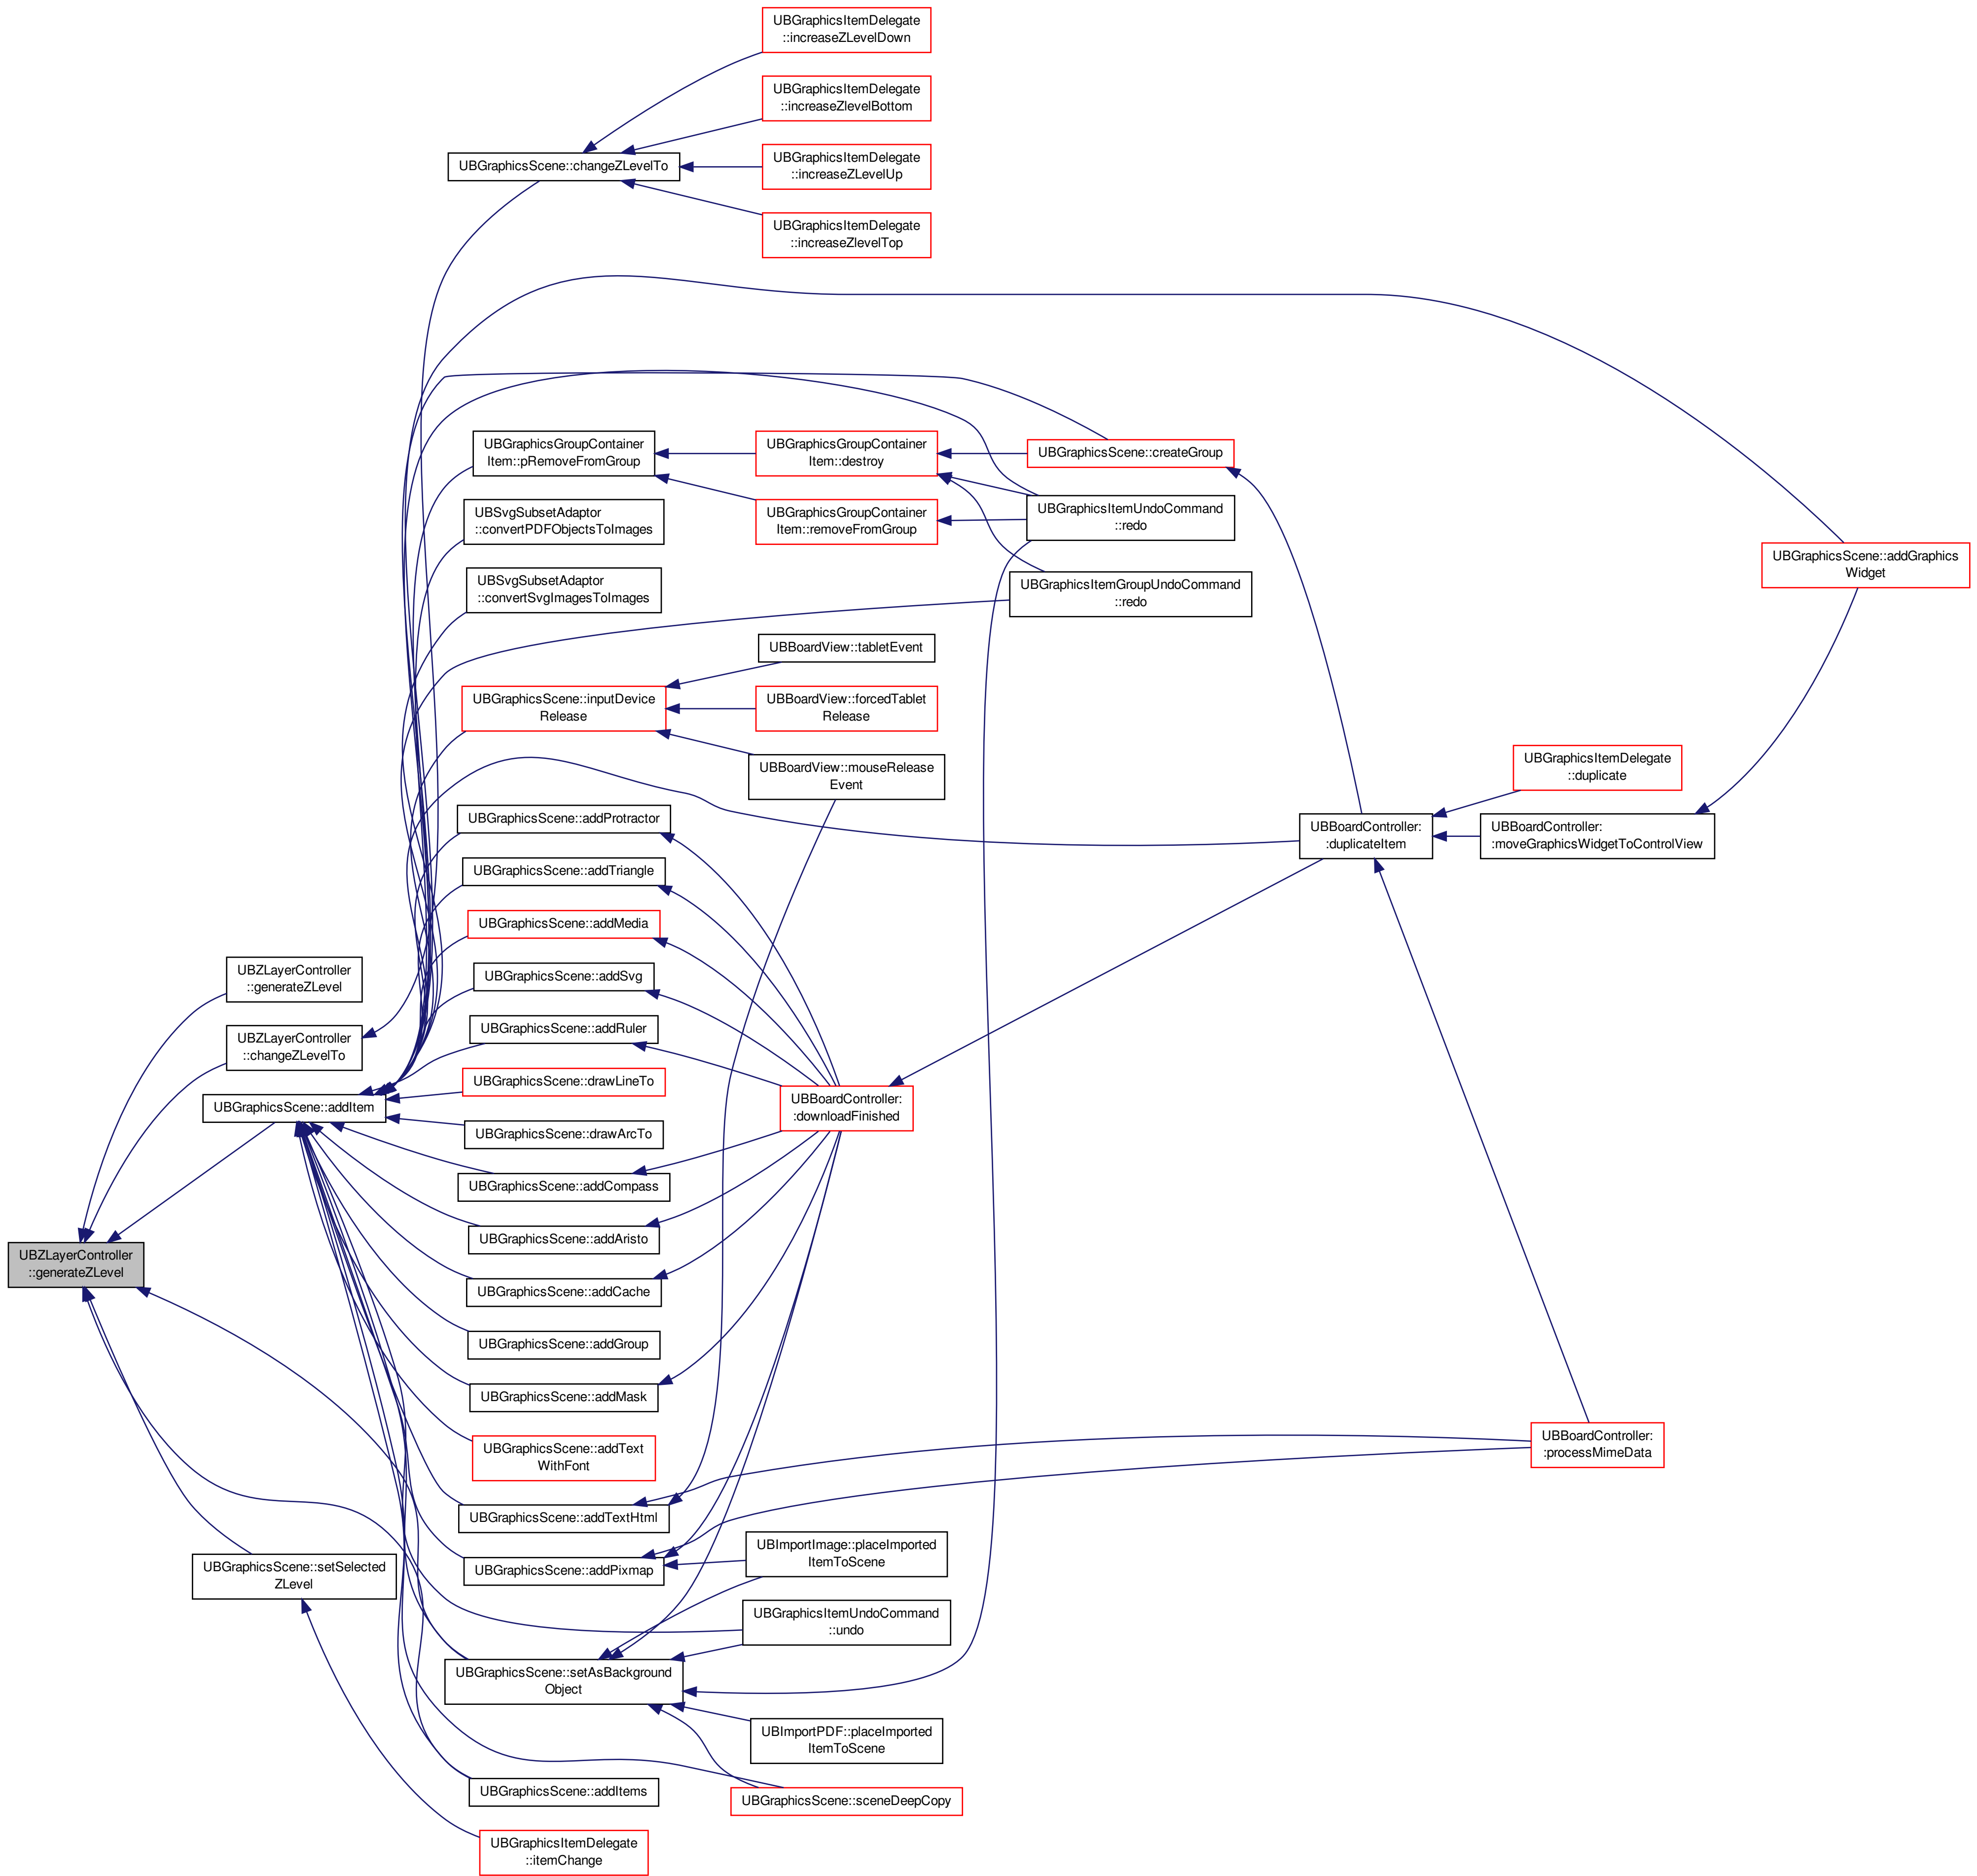 UBGraphicsItemDelegate
::increaseZLevelDown
UBGraphicsItemDelegate
::increaseZlevelBottom
UBGraphicsScene::changeZLevelTo
UBGraphicsItemDelegate
::increaseZLevelUp
UBGraphicsItemDelegate
::increaseZlevelTop
UBGraphicsGroupContainer
Item::pRemoveFromGroup
UBGraphicsGroupContainer
Item::destroy
UBGraphicsScene::createGroup
UBSvgSubsetAdaptor
::convertPDFObjectsToImages
UBGraphicsGroupContainer
Item::removeFromGroup
UBGraphicsItemUndoCommand
::redo
UBGraphicsScene::addGraphics
Widget
UBSvgSubsetAdaptor
::convertSvgImagesToImages
UBGraphicsItemGroupUndoCommand
::redo
UBBoardView::tabletEvent
UBGraphicsScene::inputDevice
Release
UBBoardView::forcedTablet
Release
UBBoardView::mouseRelease
Event
UBGraphicsItemDelegate
::duplicate
UBGraphicsScene::addProtractor
UBBoardController:
:duplicateItem
UBBoardController:
:moveGraphicsWidgetToControlView
UBGraphicsScene::addTriangle
UBGraphicsScene::addMedia
UBZLayerController
::generateZLevel
UBGraphicsScene::addSvg
UBGraphicsScene::addRuler
UBZLayerController
::changeZLevelTo
UBGraphicsScene::drawLineTo
UBGraphicsScene::addItem
UBBoardController:
:downloadFinished
UBGraphicsScene::drawArcTo
UBGraphicsScene::addCompass
UBGraphicsScene::addAristo
UBZLayerController
::generateZLevel
UBGraphicsScene::addCache
UBGraphicsScene::addGroup
UBGraphicsScene::addMask
UBGraphicsScene::addText
WithFont
UBBoardController:
:processMimeData
UBGraphicsScene::addTextHtml
UBGraphicsScene::setSelected
ZLevel
UBGraphicsScene::addPixmap
UBImportImage::placeImported
ItemToScene
UBGraphicsItemUndoCommand
::undo
UBGraphicsScene::setAsBackground
Object
UBImportPDF::placeImported
ItemToScene
UBGraphicsScene::addItems
UBGraphicsScene::sceneDeepCopy
UBGraphicsItemDelegate
::itemChange